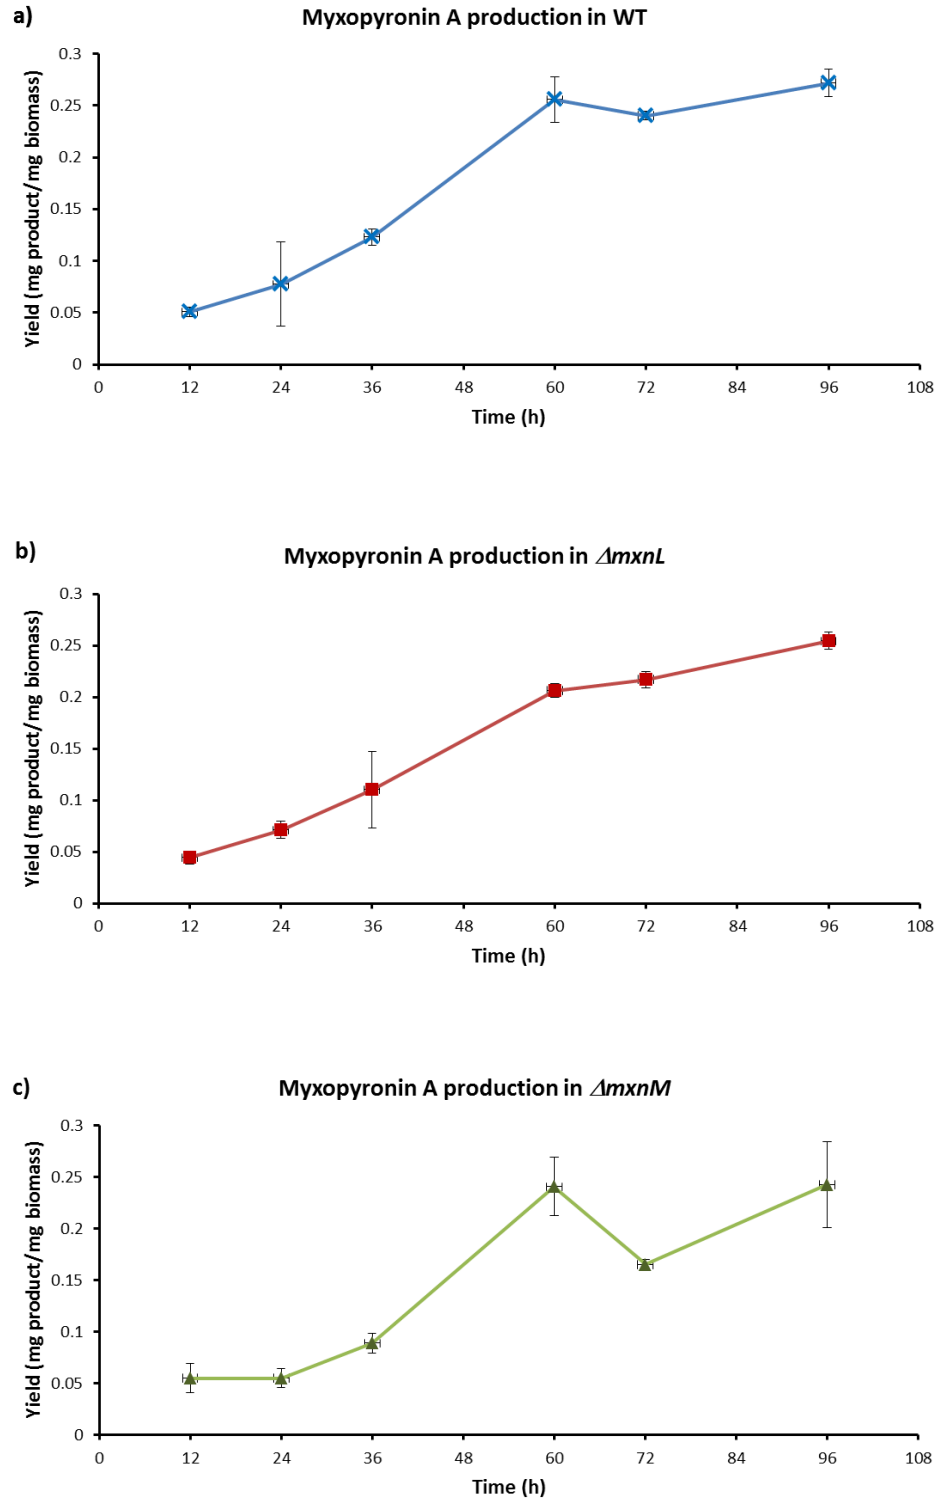 a)
Myxopyronin A production in WT
Yield (mg product/mg biomass)
0.3
0.25
0.2
0.15
0.1
0.05
0
0 12 24 36 48 60 72 84 96 108
Time (h)
b)
Myxopyronin A production in ΔmxnL
Yield (mg product/mg biomass)
0.3
0.25
0.2
0.15
0.1
0.05
0
0 12 24 36 48 60 72 84 96 108
Time (h)
c)
Myxopyronin A production in ΔmxnM
Yield (mg product/mg biomass)
0.3
0.25
0.2
0.15
0.1
0.05
0
0 12 24 36 48 60 72 84 96 108
Time (h)